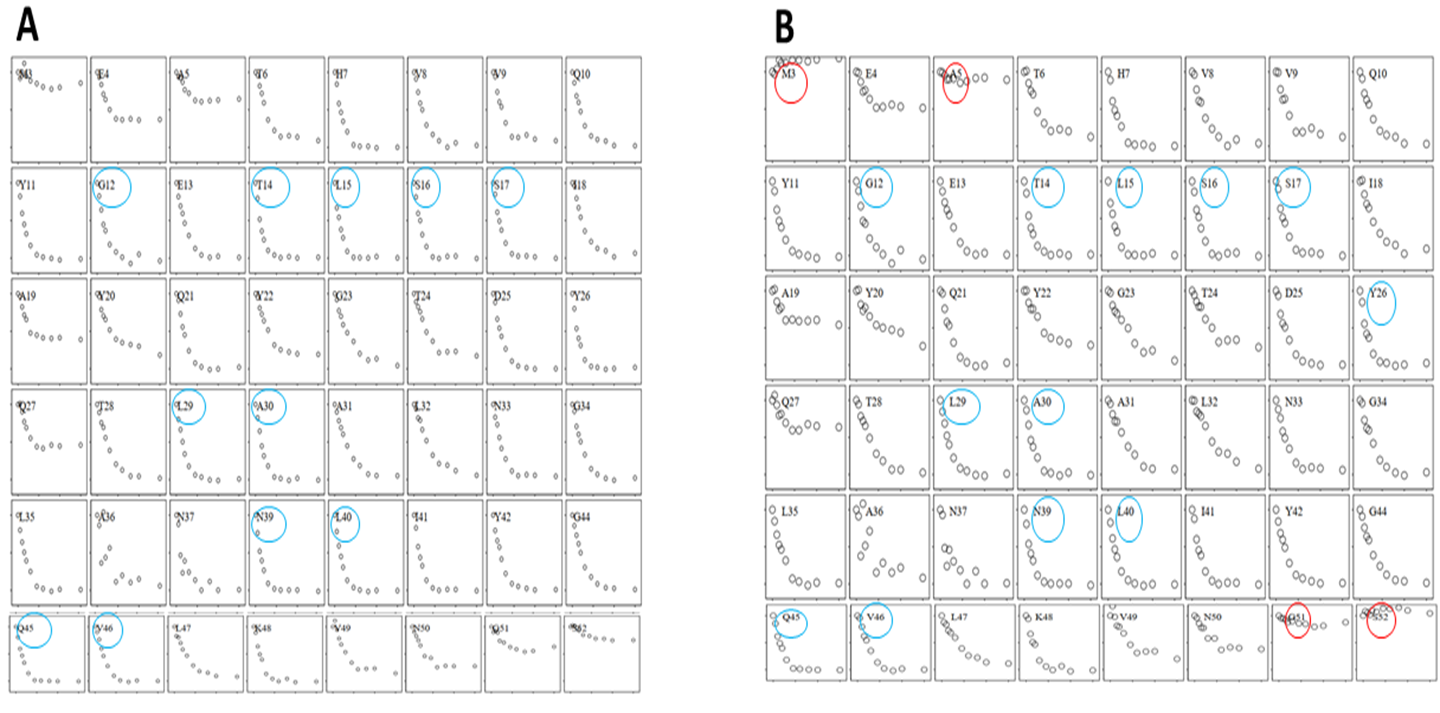 A B
M3 E4 A5 T6 H7 V8 V9 Q10
M3 E4 A5 T6 H7 V8 V9 Q10
Y11 G12 E13 T14 L15 S16 S17 I18
Y11 G12 E13 T14 L15 S16 S17 I18
A19 Y20 Q21 Y22 G23 T24 D25 Y26
A19 Y20 Q21 Y22 G23 T24 D25 Y26
Q27 T28 L29 A30 A31 L32 N33 G34
Q27 T28 L29 A30 A31 L32 N33 G34
L35 A36 N37 N39 L40 I41 Y42 G44
L35 A36 N37 N39 L40 I41 Y42 G44
Q45 V46 L47 K48 V49 N50 G51 S52
Q45 V46 L47 K48 V49 N50 G51 S52